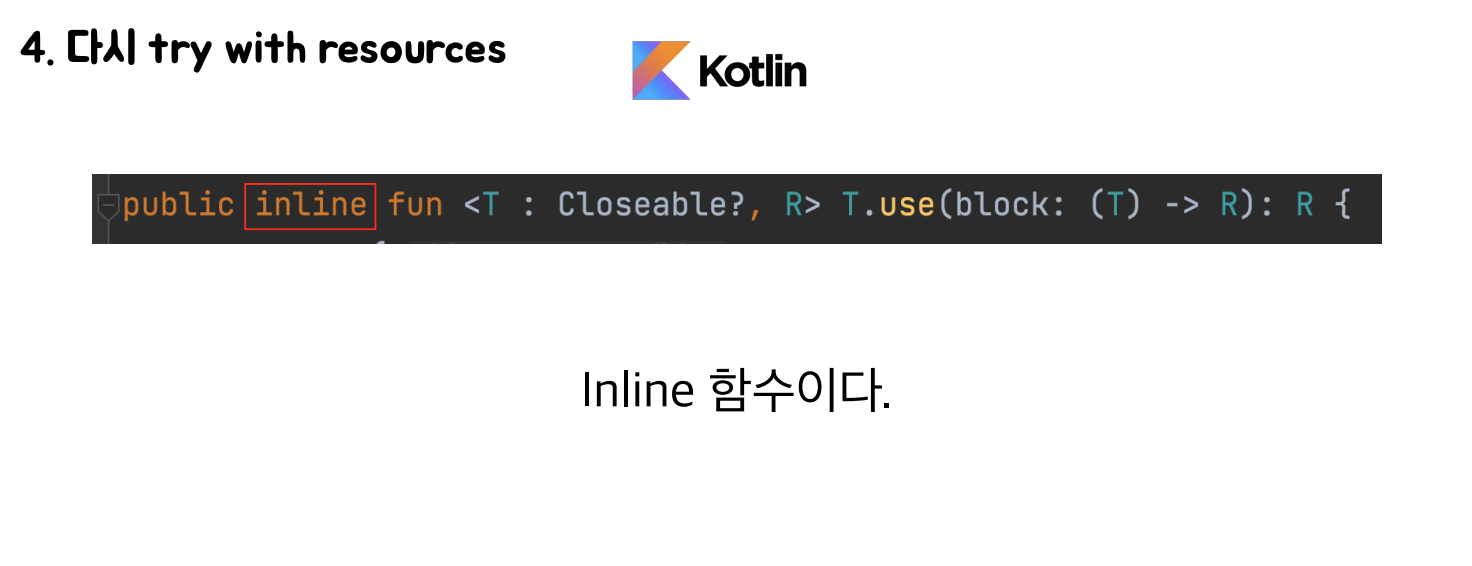 4. 다시 try with resources
Kotlin
public inline fun <T : Closeable?, R> T.use(block: (T) -> R): R {
Inline 함수이다.